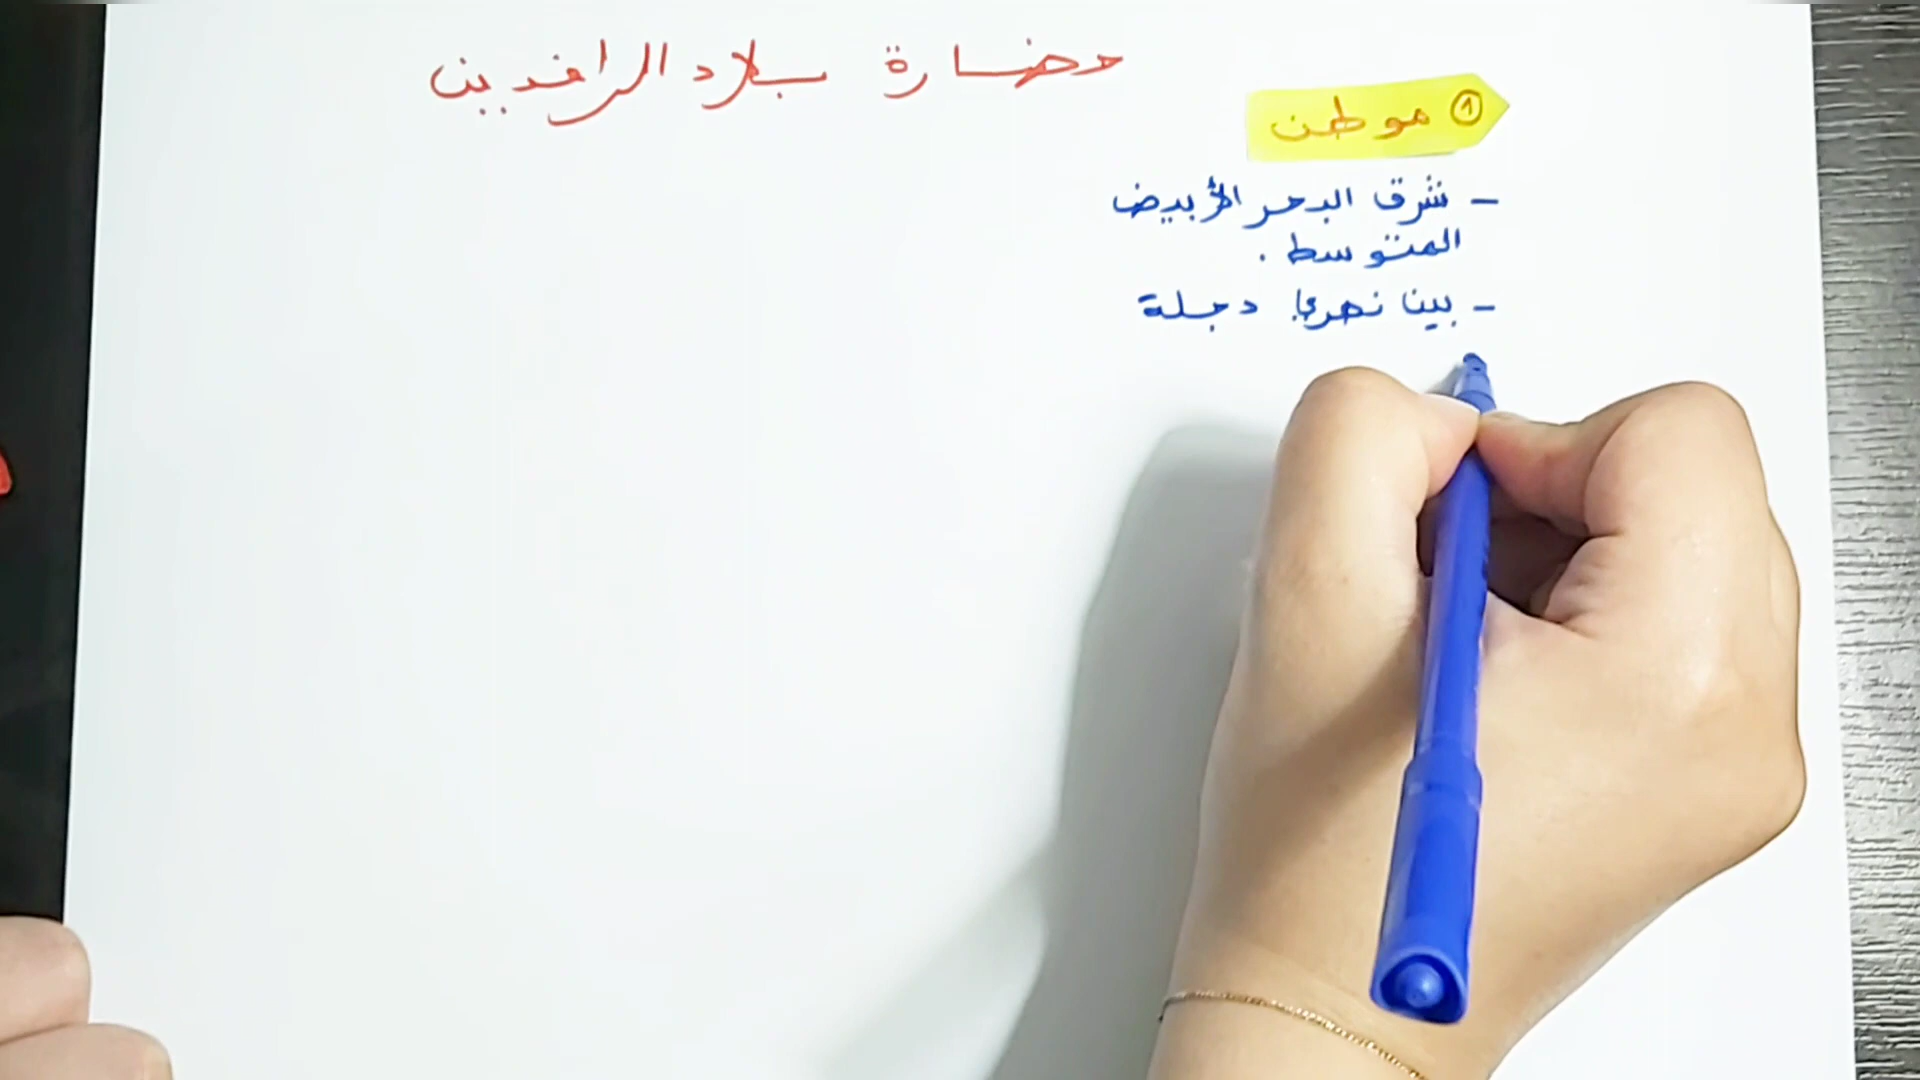 حضارة بلاد الرافدين
① موطن
- شرق البحر الأبيض
المتوسط .
- بين نهري دجلة